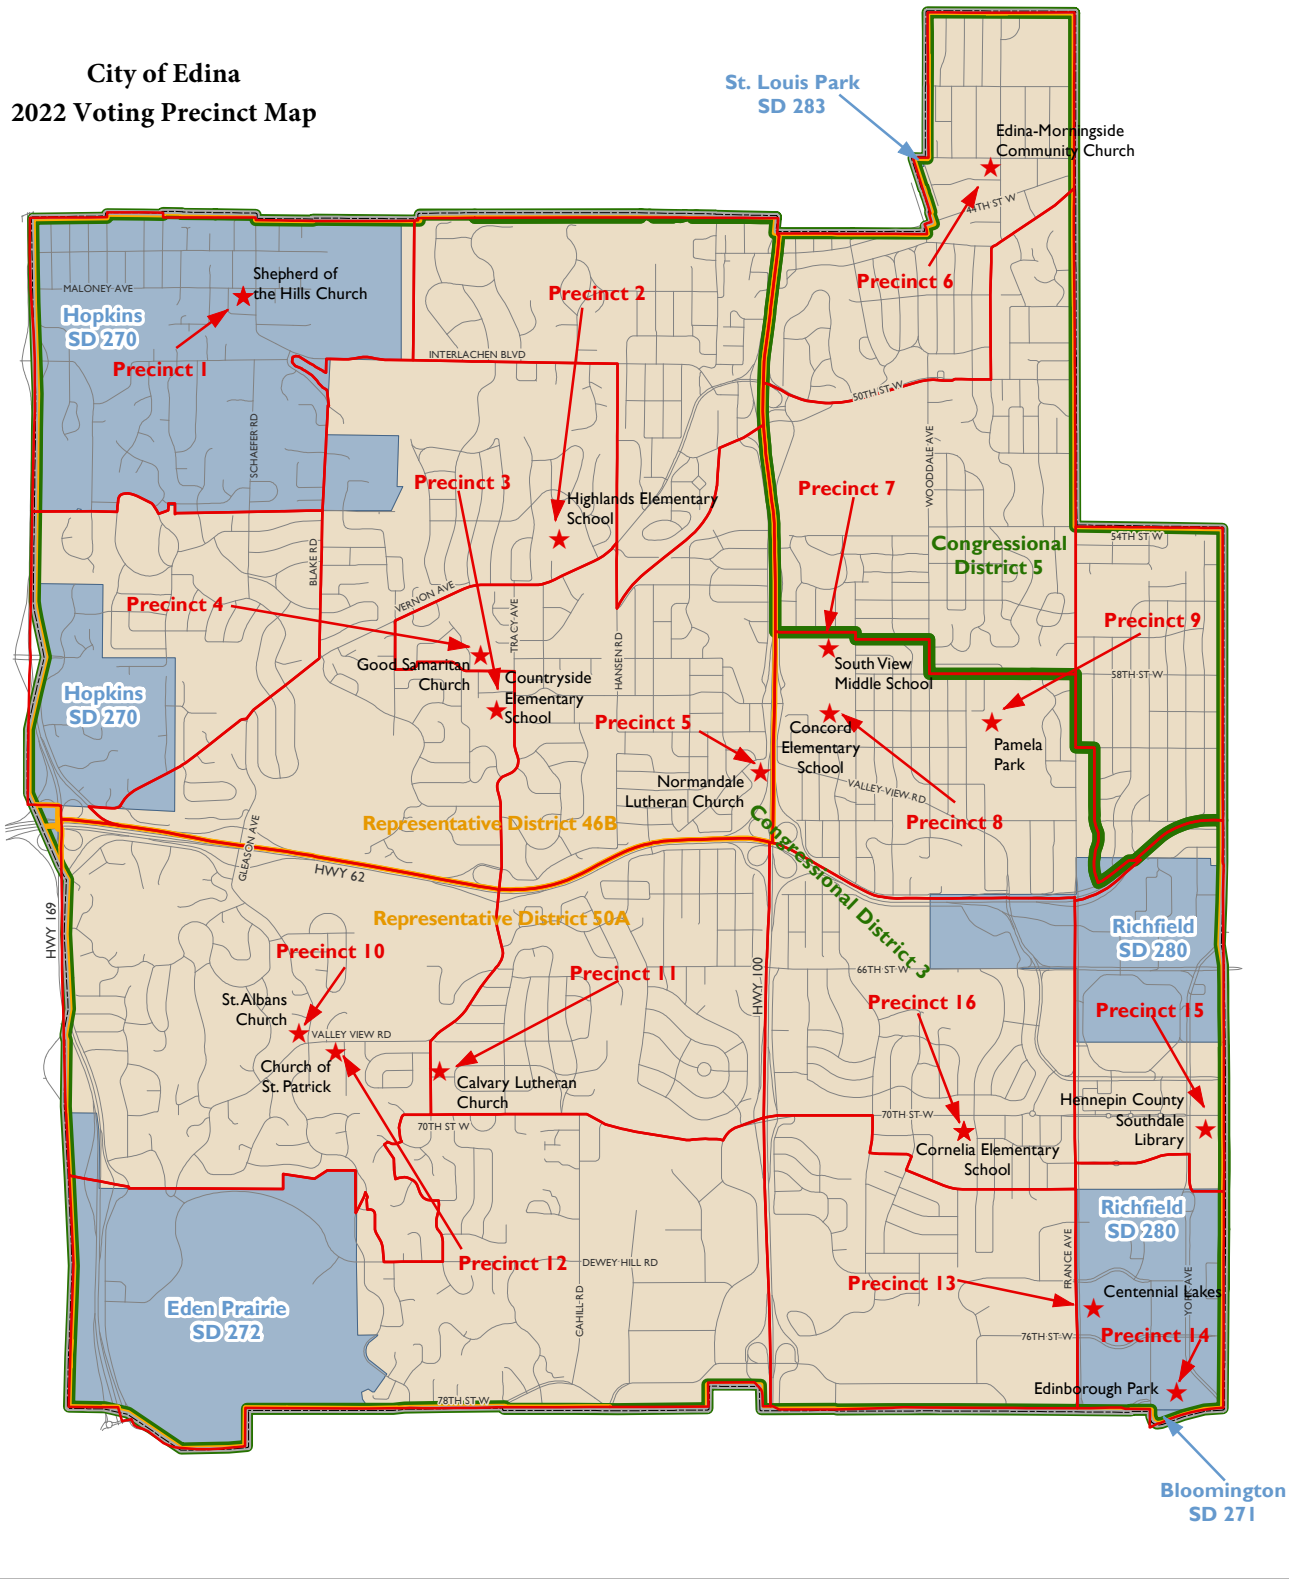 City of Edina
2022 Voting Precinct Map
St. Louis Park
SD 283
Edina-Morningside
Community Church
44TH ST W
Precinct 6
Shepherd of
the Hills Church
MALONEY AVE
Hopkins
SD 270
Precinct 1
Precinct 2
INTERLACHEN BLVD
50TH ST W
SCHAEFER RD
WOODDALE AVE
Precinct 3
Highlands Elementary
School
Precinct 7
Congressional
District 5
54TH ST W
BLAKE RD
VERNON AVE
Precinct 4
TRACY AVE
HANSEN RD
Precinct 9
Good Samaritan
Church
Countryside
Elementary
School
South View
Middle School
58TH ST W
Hopkins
SD 270
Precinct 5
Concord
Elementary
School
Pamela
Park
Normandale
Lutheran Church
VALLEY VIEW RD
Precinct 8
Representative District 46B
GLEASON AVE
HWY 62
Congressional District 3
Representative District 50A
HWY 169
Richfield
SD 280
Precinct 10
Precinct 11
HWY 100
66TH ST W
Precinct 16
Precinct 15
St. Albans
Church
VALLEY VIEW RD
Church of
St. Patrick
Calvary Lutheran
Church
70TH ST W
70TH ST W
Hennepin County
Southdale
Library
Cornelia Elementary
School
Richfield
SD 280
Precinct 12
DEWEY HILL RD
FRANCE AVE
Precinct 13
Centennial Lakes
YORK AVE
Eden Prairie
SD 272
CAHILL RD
76TH ST W
Precinct 14
Edinborough Park
78TH ST W
Bloomington
SD 271